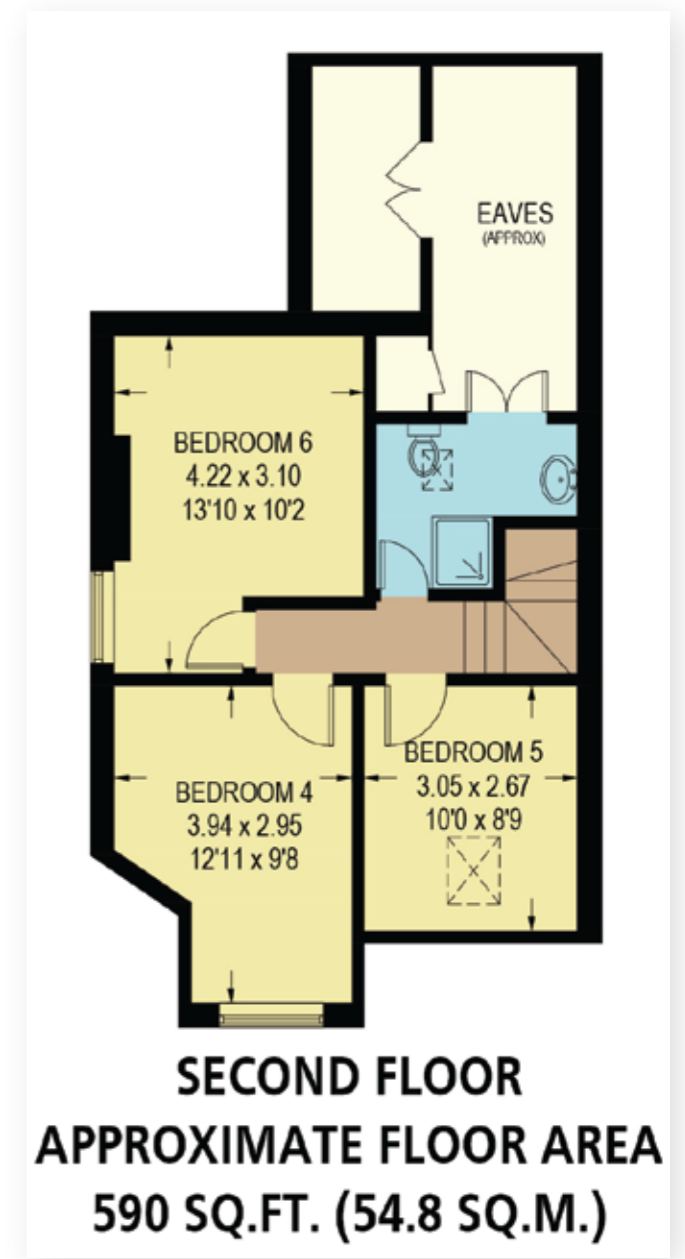 EAVES
(APPROX)
BEDROOM 6
4.22 x 3.10
13'10 x 10'2
BEDROOM 5
3.05 x 2.67
10'0 x 8'9
BEDROOM 4
3.94 x 2.95
12'11 x 9'8
SECOND FLOOR
APPROXIMATE FLOOR AREA
590 SQ.FT. (54.8 SQ.M.)